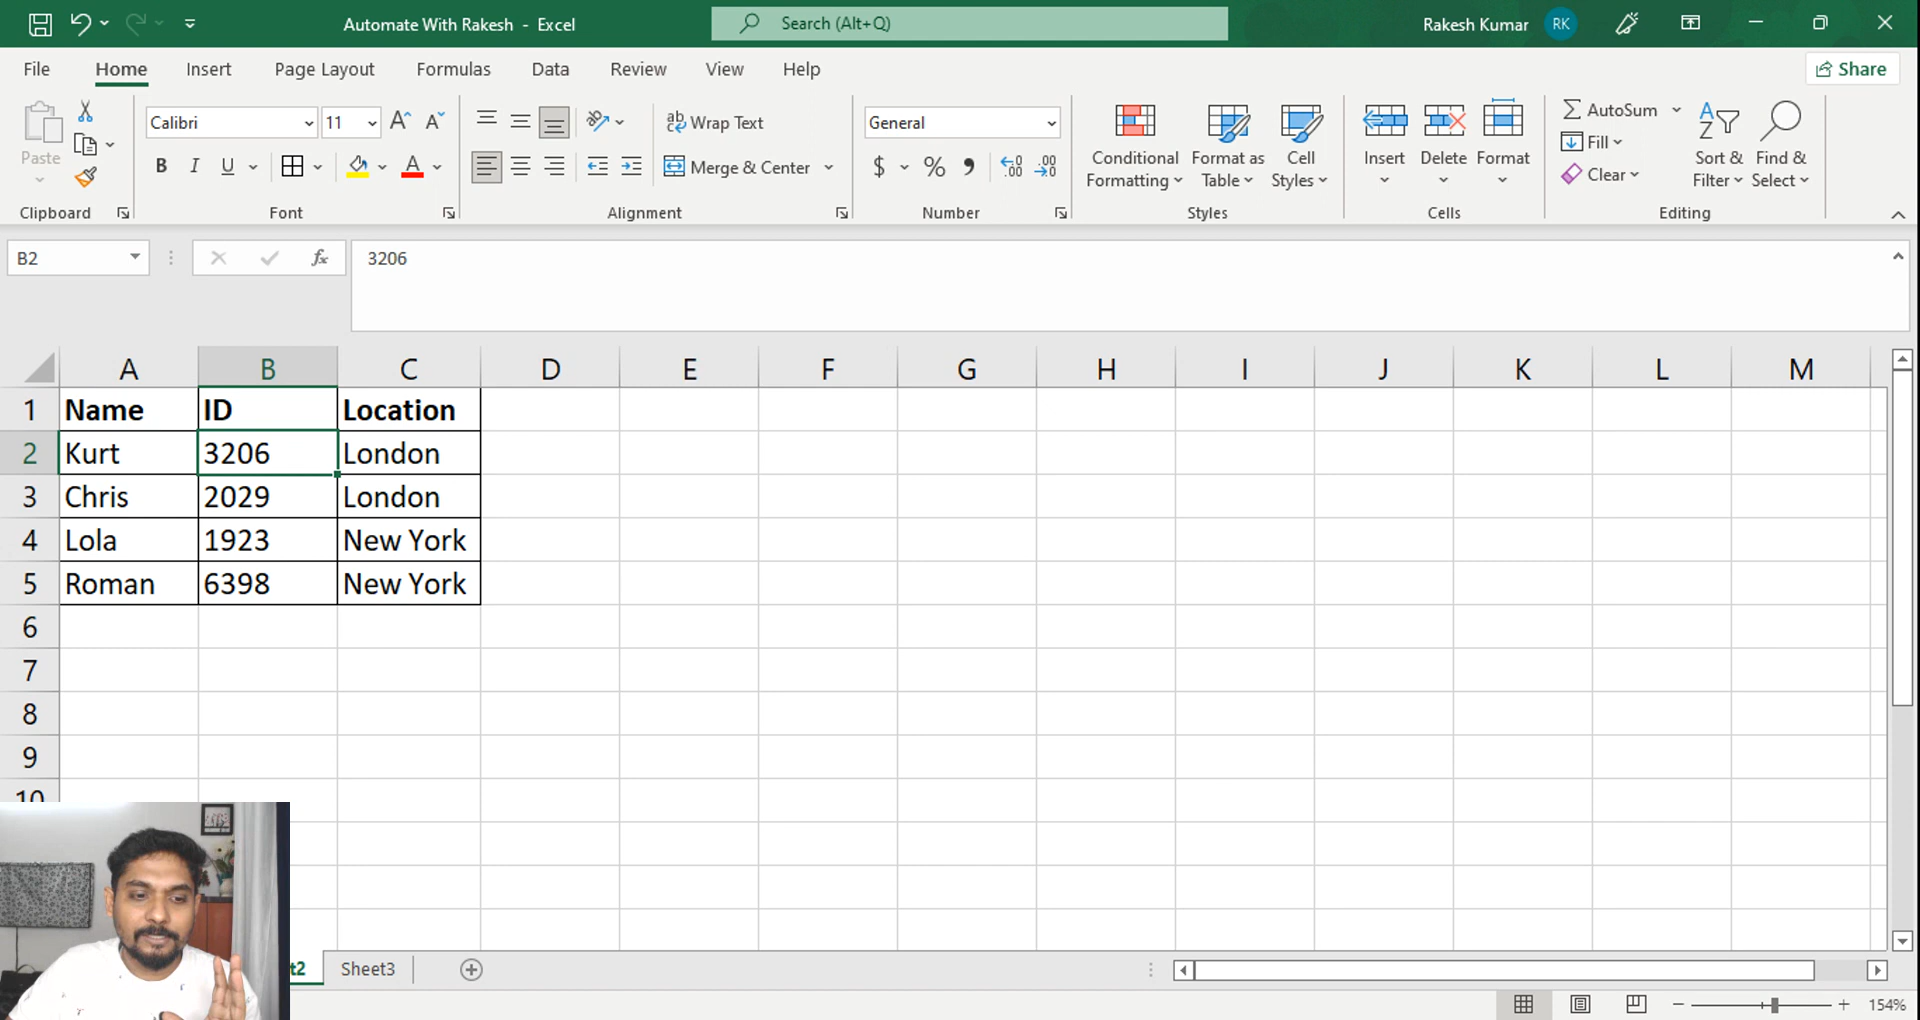 Automate With Rakesh - Excel
Search (Alt+Q)
Rakesh Kumar RK
File Home Insert Page Layout Formulas Data Review View Help Share
Paste
Calibri 11 A A
B I U A
ab Wrap Text
Merge & Center
General
$ %
Conditional Formatting
Format as Table
Cell Styles
Insert Delete Format
AutoSum
Fill
Clear
Sort & Filter
Find & Select
Clipboard Font Alignment Number Styles Cells Editing
B2 fx 3206
A B C D E F G H I J K L M
1 Name ID Location
2 Kurt 3206 London
3 Chris 2029 London
4 Lola 1923 New York
5 Roman 6398 New York
6
7
8
9
10
t2 Sheet3
154%